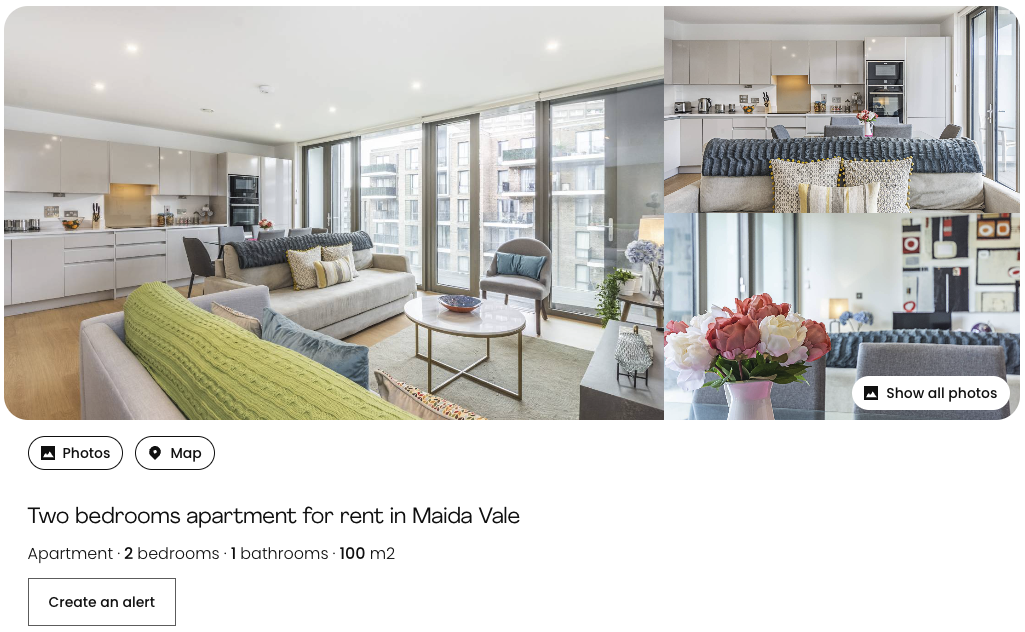 Show all photos
Photos
Map
Two bedrooms apartment for rent in Maida Vale
Apartment · 2 bedrooms · 1 bathrooms · 100 m2
Create an alert